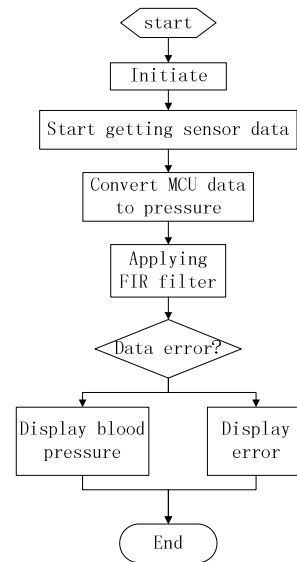 start
Initiate
Start getting sensor data
Convert MCU data
to pressure
Applying
FIR filter
Data error?
Display blood
pressure
Display
error
End